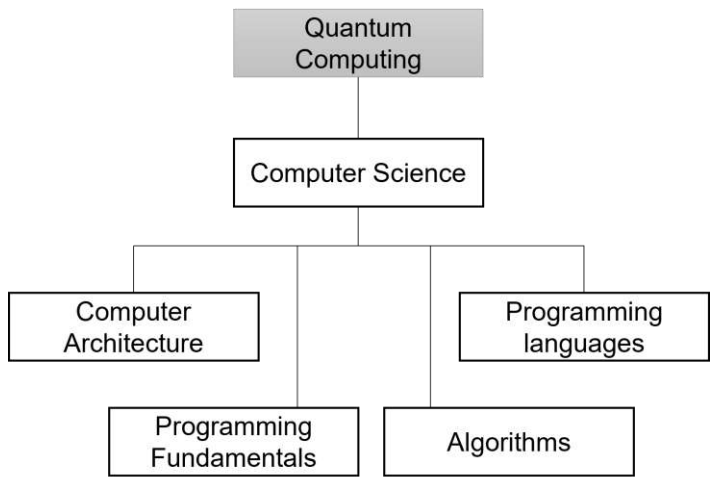 Quantum
Computing
Computer Science
Computer
Architecture
Programming
languages
Programming
Fundamentals
Algorithms